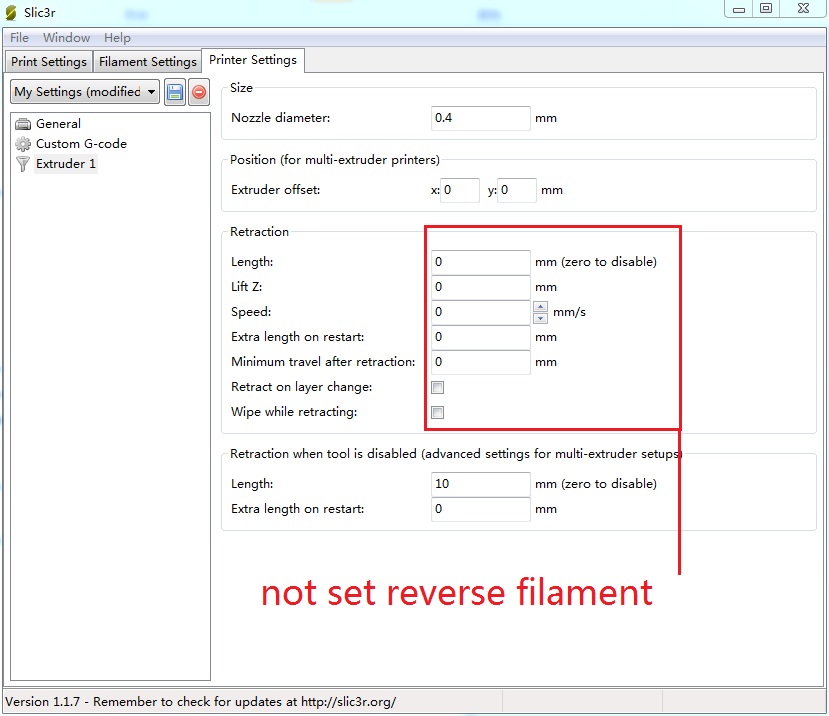 Slic3r
File Window Help
Print Settings Filament Settings Printer Settings
My Settings (modified
General
Custom G-code
Extruder 1
Size
Nozzle diameter: 0.4 mm
Position (for multi-extruder printers)
Extruder offset: x: 0 y: 0 mm
Retraction
Length: 0 mm (zero to disable)
Lift Z: 0 mm
Speed: 0 mm/s
Extra length on restart: 0 mm
Minimum travel after retraction: 0 mm
Retract on layer change:
Wipe while retracting:
Retraction when tool is disabled (advanced settings for multi-extruder setups)
Length: 10 mm (zero to disable)
Extra length on restart: 0 mm
not set reverse filament
Version 1.1.7 - Remember to check for updates at http://slic3r.org/